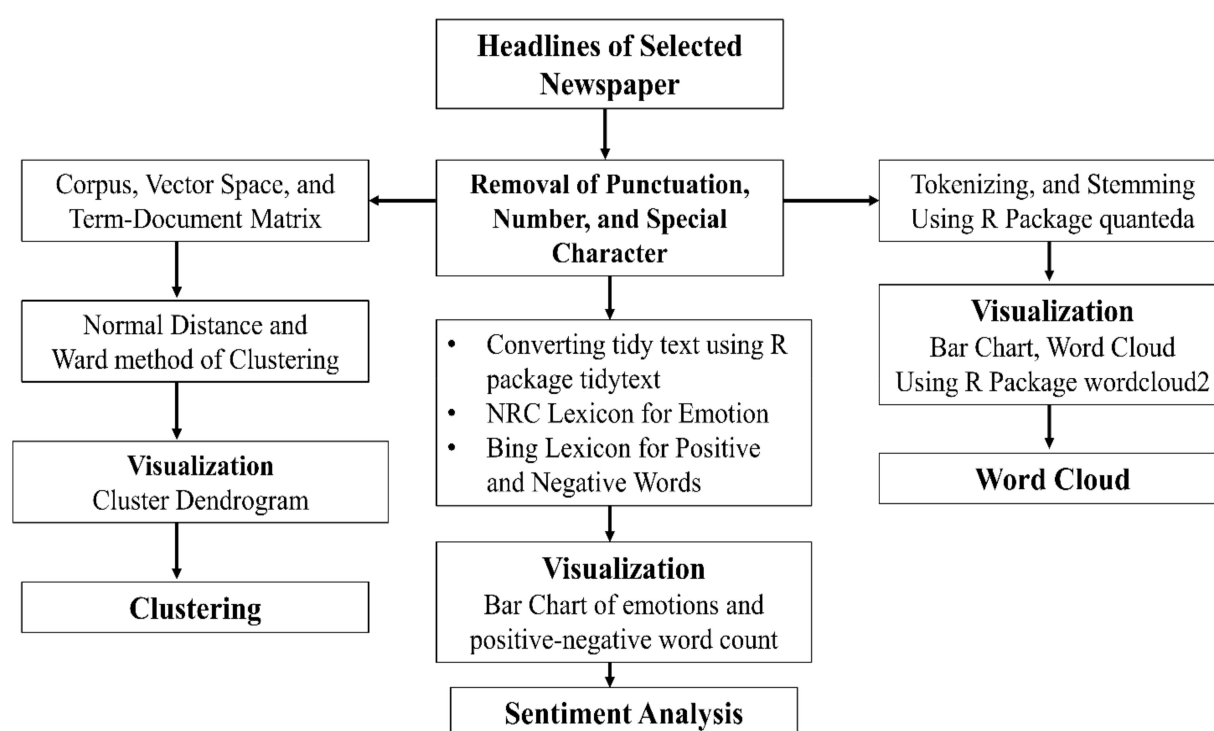 Headlines of Selected
Newspaper
Removal of Punctuation,
Number, and Special
Character
Corpus, Vector Space, and
Term-Document Matrix
Normal Distance and
Ward method of Clustering
Visualization
Cluster Dendrogram
Clustering
• Converting tidy text using R
package tidytext
• NRC Lexicon for Emotion
• Bing Lexicon for Positive
and Negative Words
Visualization
Bar Chart of emotions and
positive-negative word count
Sentiment Analysis
Tokenizing, and Stemming
Using R Package quanteda
Visualization
Bar Chart, Word Cloud
Using R Package wordcloud2
Word Cloud